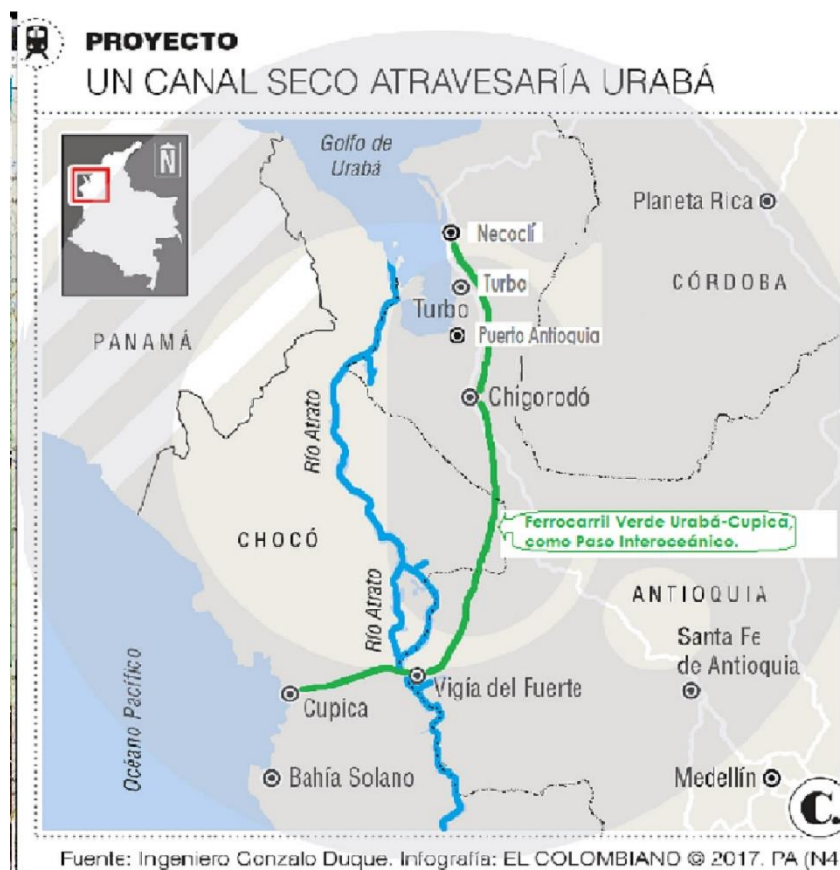 PROYECTO
UN CANAL SECO ATRAVESARÍA URABÁ
N
Golfo de
Urabá
Planeta Rica
Necoclí
CÓRDOBA
Turbo
Turbo
PANAMÁ
Puerto Antioquia
Chigorodó
Río Atrato
Ferrocarril Verde Urabá-Cupica,
como Paso Interoceánico.
CHOCÓ
Río Atrato
ANTIOQUIA
Santa Fe
de Antioquia
Océano Pacífico
Vigía del Fuerte
Cupica
Bahía Solano
Medellín
C.
Fuente: Ingeniero Gonzalo Duque. Infografía: EL COLOMBIANO © 2017. PA (N4